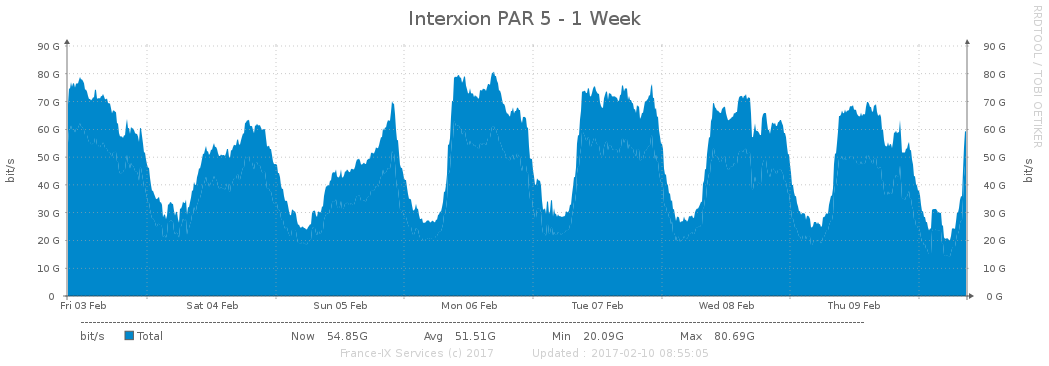 Interxion PAR 5 - 1 Week
RRDTOOL / TOBI OETIKER
90 G 90 G
80 G 80 G
70 G 70 G
60 G 60 G
50 G 50 G
40 G 40 G
30 G 30 G
20 G 20 G
10 G 10 G
0 0 G
bit/s bit/s
Fri 03 Feb Sat 04 Feb Sun 05 Feb Mon 06 Feb Tue 07 Feb Wed 08 Feb Thu 09 Feb
bit/s Total Now 54.85G Avg 51.51G Min 20.09G Max 80.69G
France-IX Services (c) 2017 Updated : 2017-02-10 08:55:05